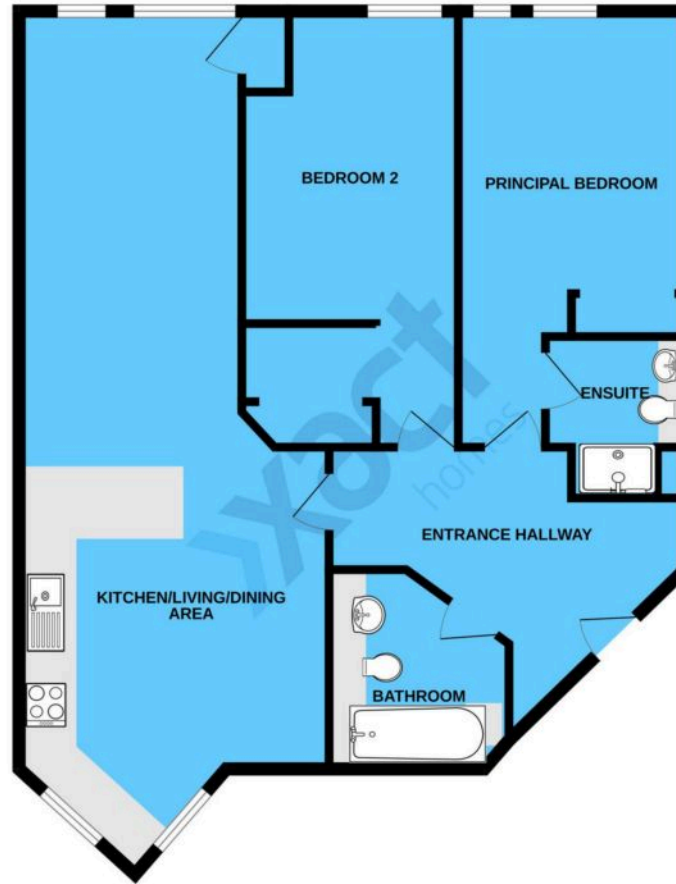 BEDROOM 2
PRINCIPAL BEDROOM
ENSUITE
xact
homes
ENTRANCE HALLWAY
KITCHEN/LIVING/DINING
AREA
BATHROOM